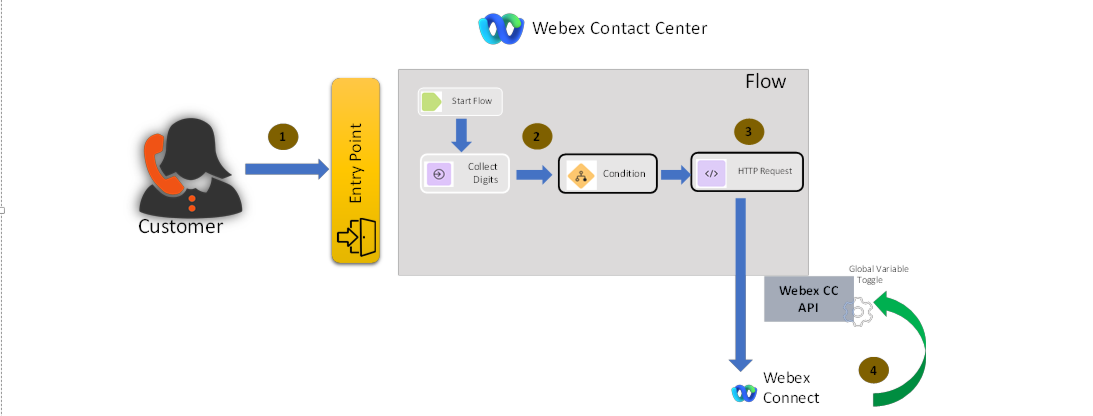 Webex Contact Center
Flow
Start Flow
1
2
3
Entry Point
Collect
Digits
Condition
HTTP Request
Customer
Global Variable
Toggle
Webex CC
API
4
Webex
Connect